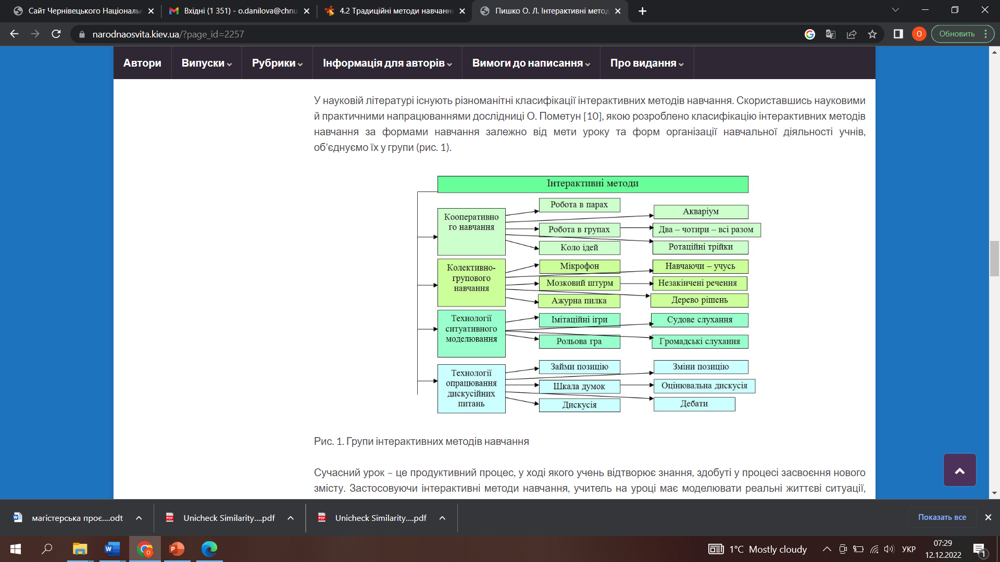 Сайт Чернівецького Національн
Вхідні (1 351) - o.danilova@chnu
4.2 Традиційні методи навчання
Пишко О. Л. Інтерактивні метод
narodnaosvita.kiev.ua/?page_id=2257
О
Обновить
Автори
Випуски
Рубрики
Інформація для авторів
Вимоги до написання
Про видання
У науковій літературі існують різноманітні класифікації інтерактивних методів навчання. Скориставшись науковими
й практичними напрацюваннями дослідниці О. Пометун [10], якою розроблено класифікацію інтерактивних методів
навчання за формами навчання залежно від мети уроку та форм організації навчальної діяльності учнів,
об’єднуємо їх у групи (рис. 1).
Інтерактивні методи
Кооперативно
го навчання
Робота в парах
Акваріум
Робота в групах
Два – чотири – всі разом
Коло ідей
Ротаційні трійки
Колективно-
групового
навчання
Мікрофон
Навчаючи – учусь
Мозковий штурм
Незакінчені речення
Ажурна пилка
Дерево рішень
Технології
ситуативного
моделювання
Імітаційні ігри
Судове слухання
Рольова гра
Громадські слухання
Технології
опрацювання
дискусійних
питань
Займи позицію
Зміни позицію
Шкала думок
Оцінювальна дискусія
Дискусія
Дебати
Рис. 1. Групи інтерактивних методів навчання
Сучасний урок – це продуктивний процес, у ході якого учень відтворює знання, здобуті у процесі засвоєння нового
змісту. Застосовуючи інтерактивні методи навчання, учитель на уроці має моделювати реальні життєві ситуації,
магістерська проє....odt
PDF
Unicheck Similarity....pdf
PDF
Unicheck Similarity....pdf
Показать все
1°C Mostly cloudy
УКР
07:29
12.12.2022
1